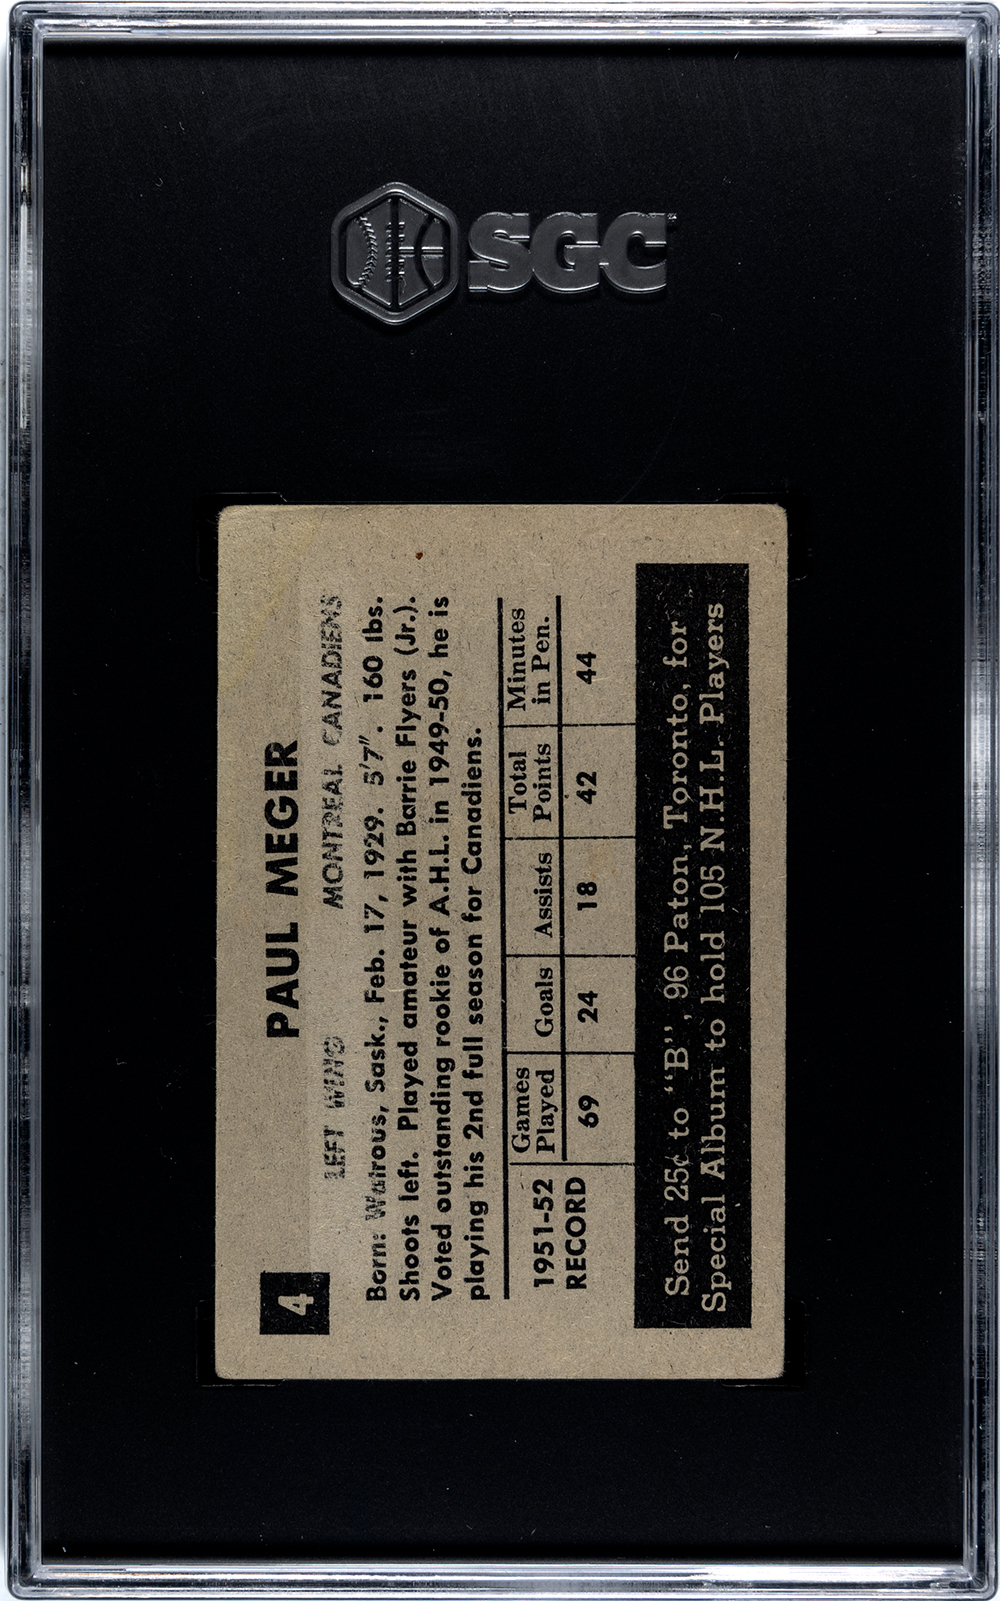 SGC
4
PAUL MEGER
LEFT WING MONTREAL CANADIENS
Born: Watrous, Sask., Feb. 17, 1929. 5'7". 160 lbs.
Shoots left. Played amateur with Barrie Flyers (Jr.).
Voted outstanding rookie of A.H.L. in 1949-50, he is
playing his 2nd full season for Canadiens.
1951-52 RECORD
Games Played Goals Assists Total Points Minutes in Pen.
69 24 18 42 44
Send 25¢ to "B", 96 Paton, Toronto, for
Special Album to hold 105 N.H.L. Players